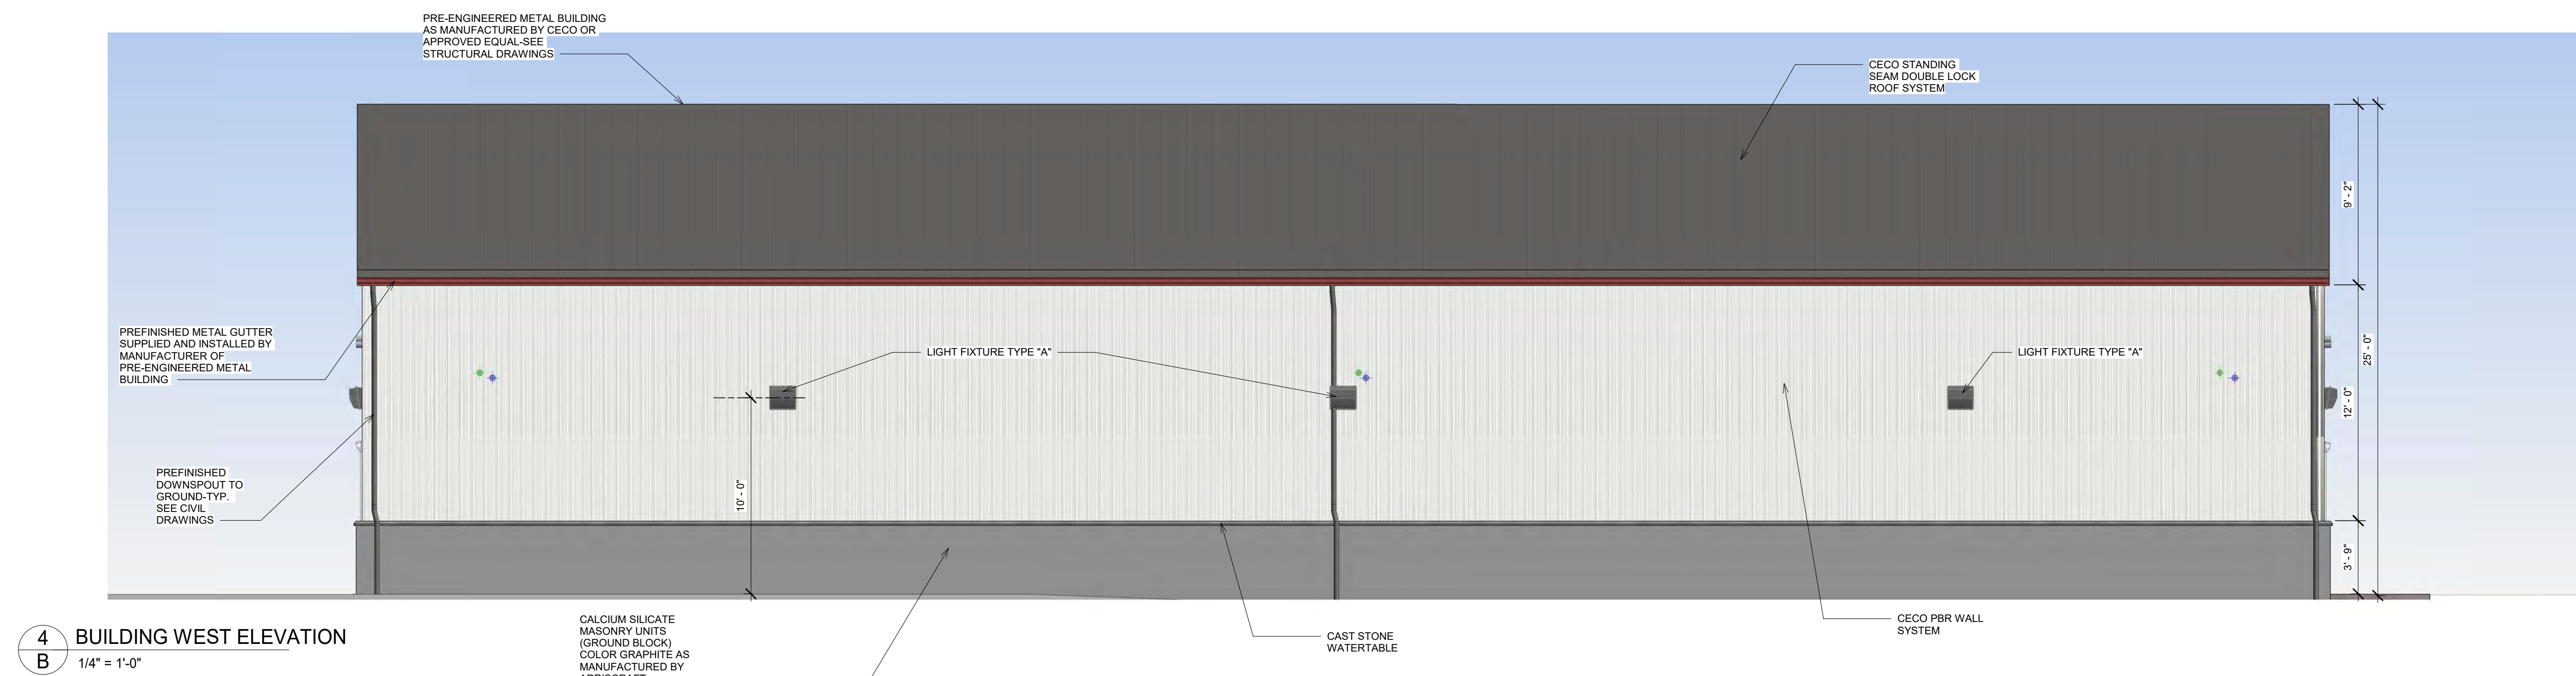 PRE-ENGINEERED METAL BUILDING
AS MANUFACTURED BY CECO OR
APPROVED EQUAL-SEE
STRUCTURAL DRAWINGS
CECO STANDING
SEAM DOUBLE LOCK
ROOF SYSTEM
9' - 2"
PREFINISHED METAL GUTTER
SUPPLIED AND INSTALLED BY
MANUFACTURER OF
PRE-ENGINEERED METAL
BUILDING
LIGHT FIXTURE TYPE "A"
LIGHT FIXTURE TYPE "A"
25' - 0"
12' - 0"
PREFINISHED
DOWNSPOUT TO
GROUND-TYP.
SEE CIVIL
DRAWINGS
10' - 0"
3' - 9"
CALCIUM SILICATE
MASONRY UNITS
(GROUND BLOCK)
COLOR GRAPHITE AS
MANUFACTURED BY
CAST STONE
WATERTABLE
CECO PBR WALL
SYSTEM
4
B
BUILDING WEST ELEVATION
1/4" = 1'-0"